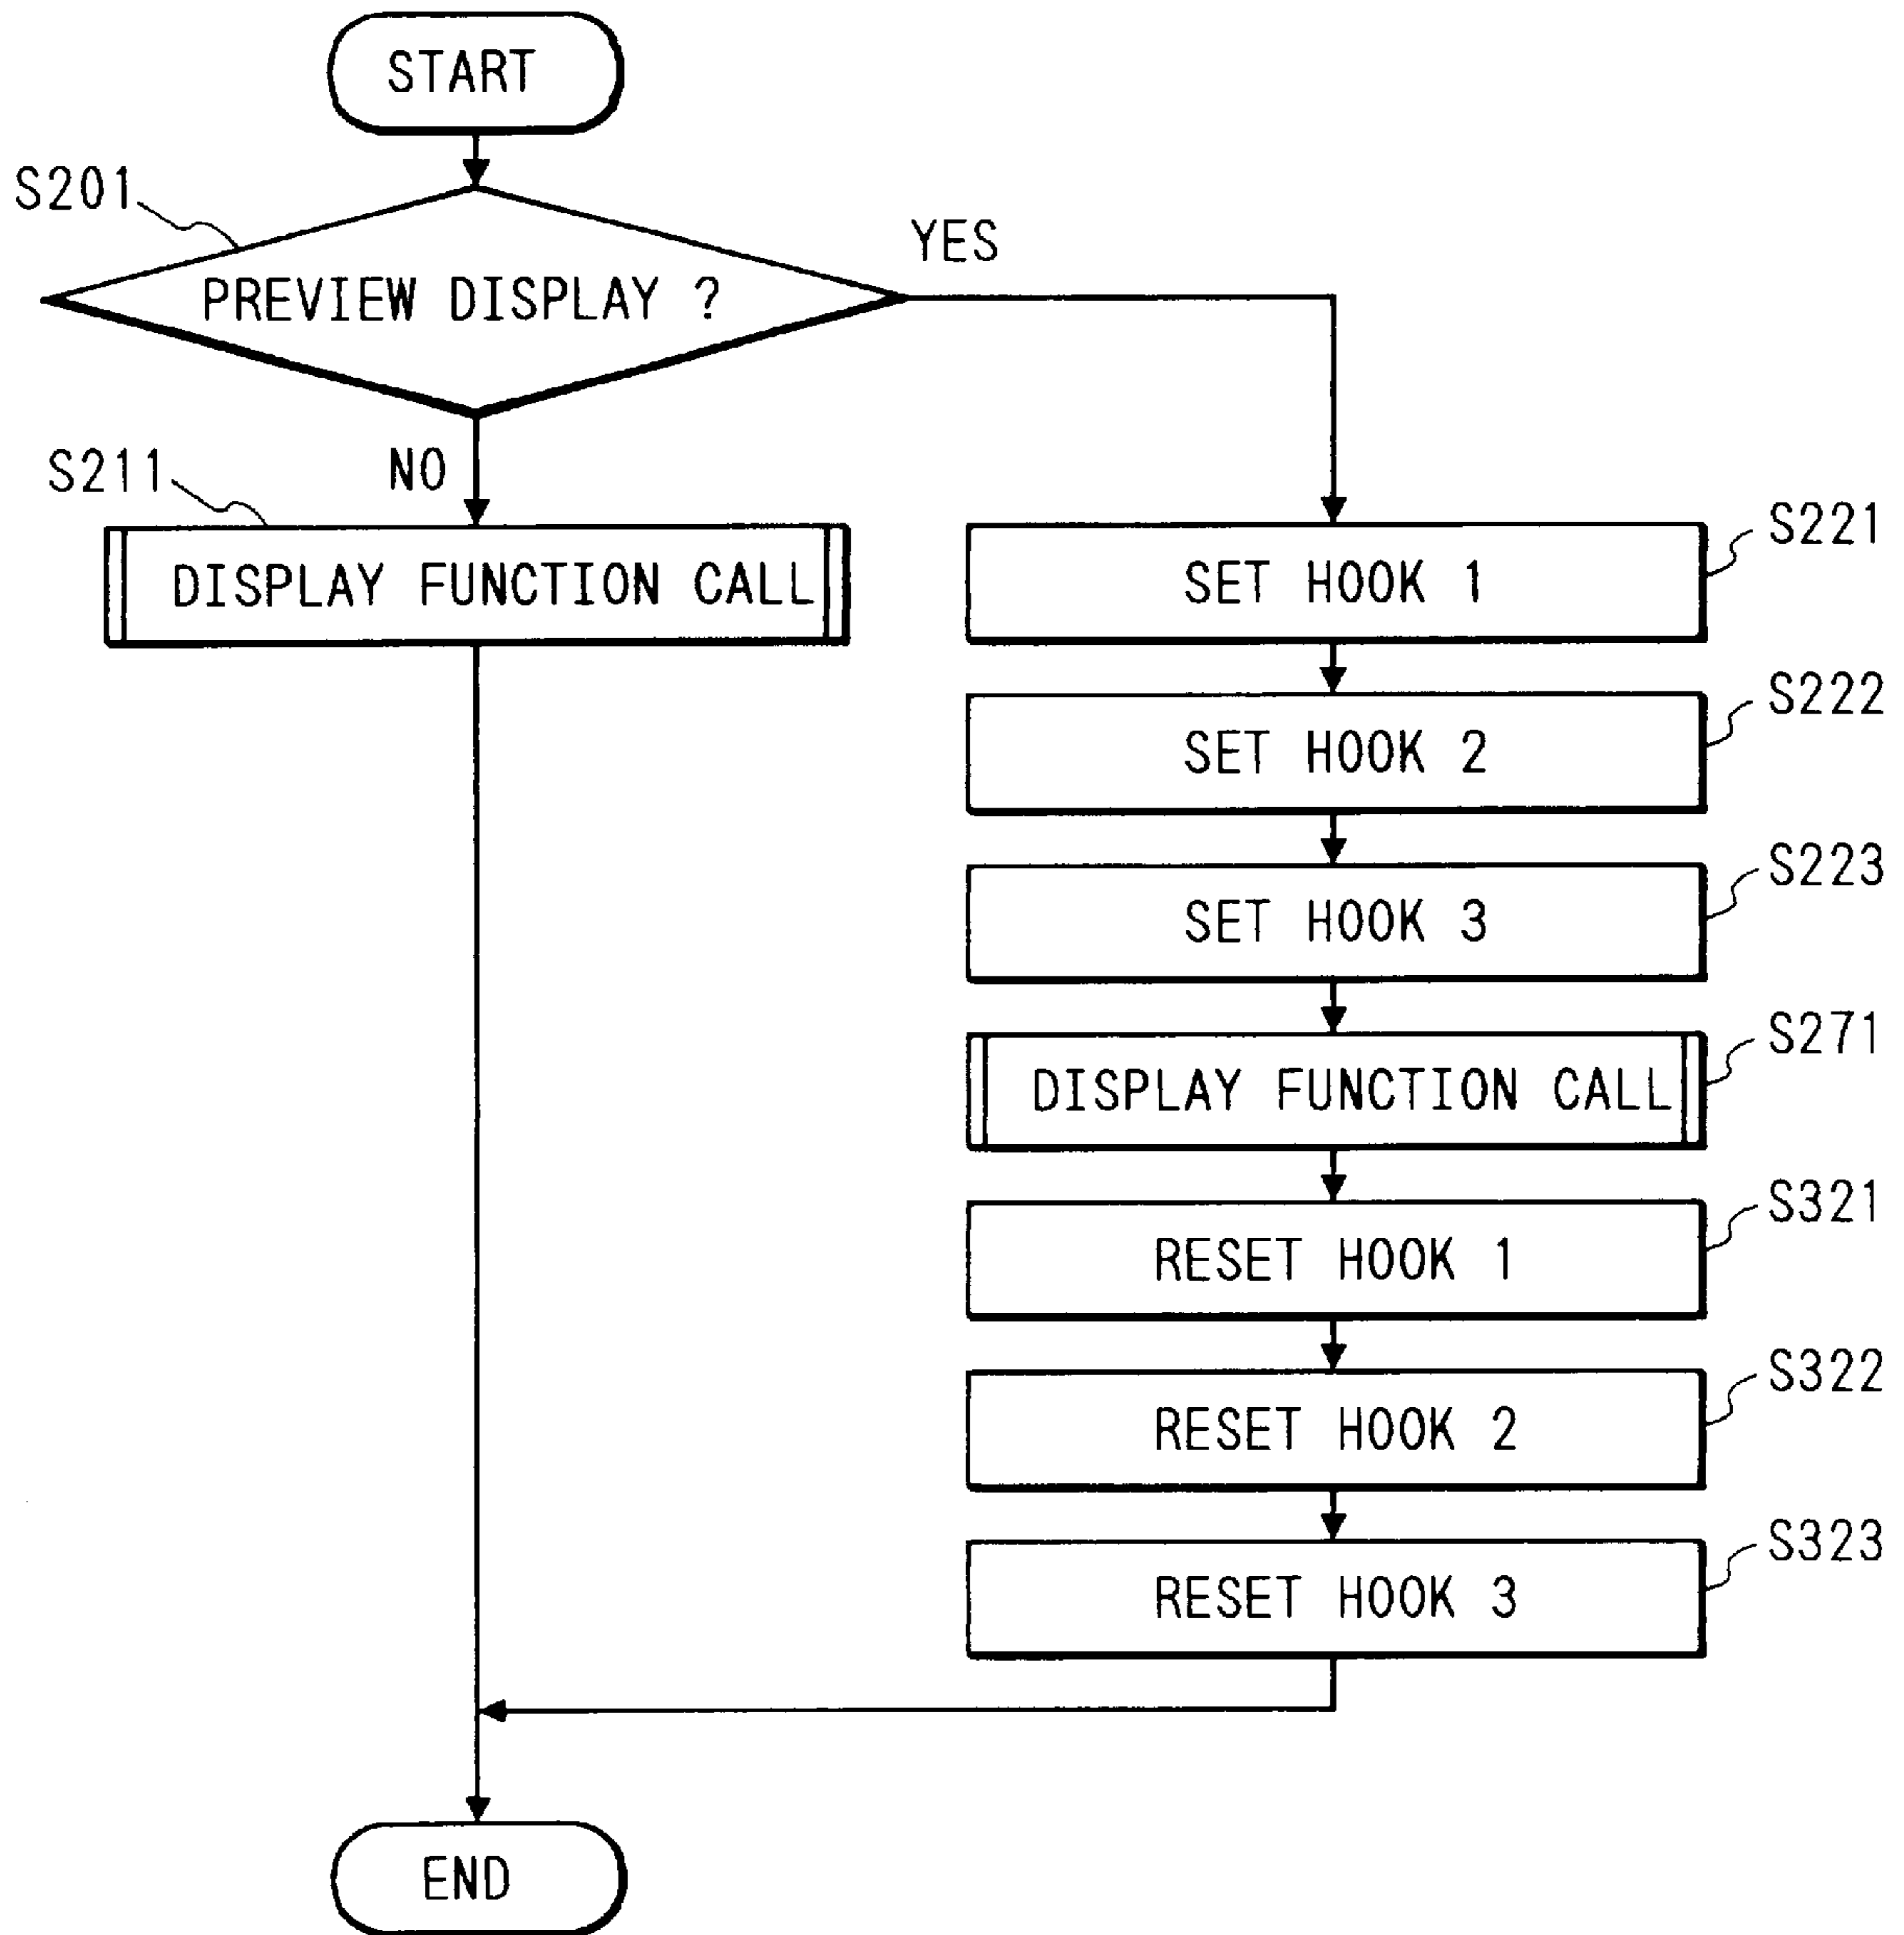 START
S201
PREVIEW DISPLAY ?
YES
NO
S211
DISPLAY FUNCTION CALL
S221
SET HOOK 1
S222
SET HOOK 2
S223
SET HOOK 3
S271
DISPLAY FUNCTION CALL
S321
RESET HOOK 1
S322
RESET HOOK 2
S323
RESET HOOK 3
END